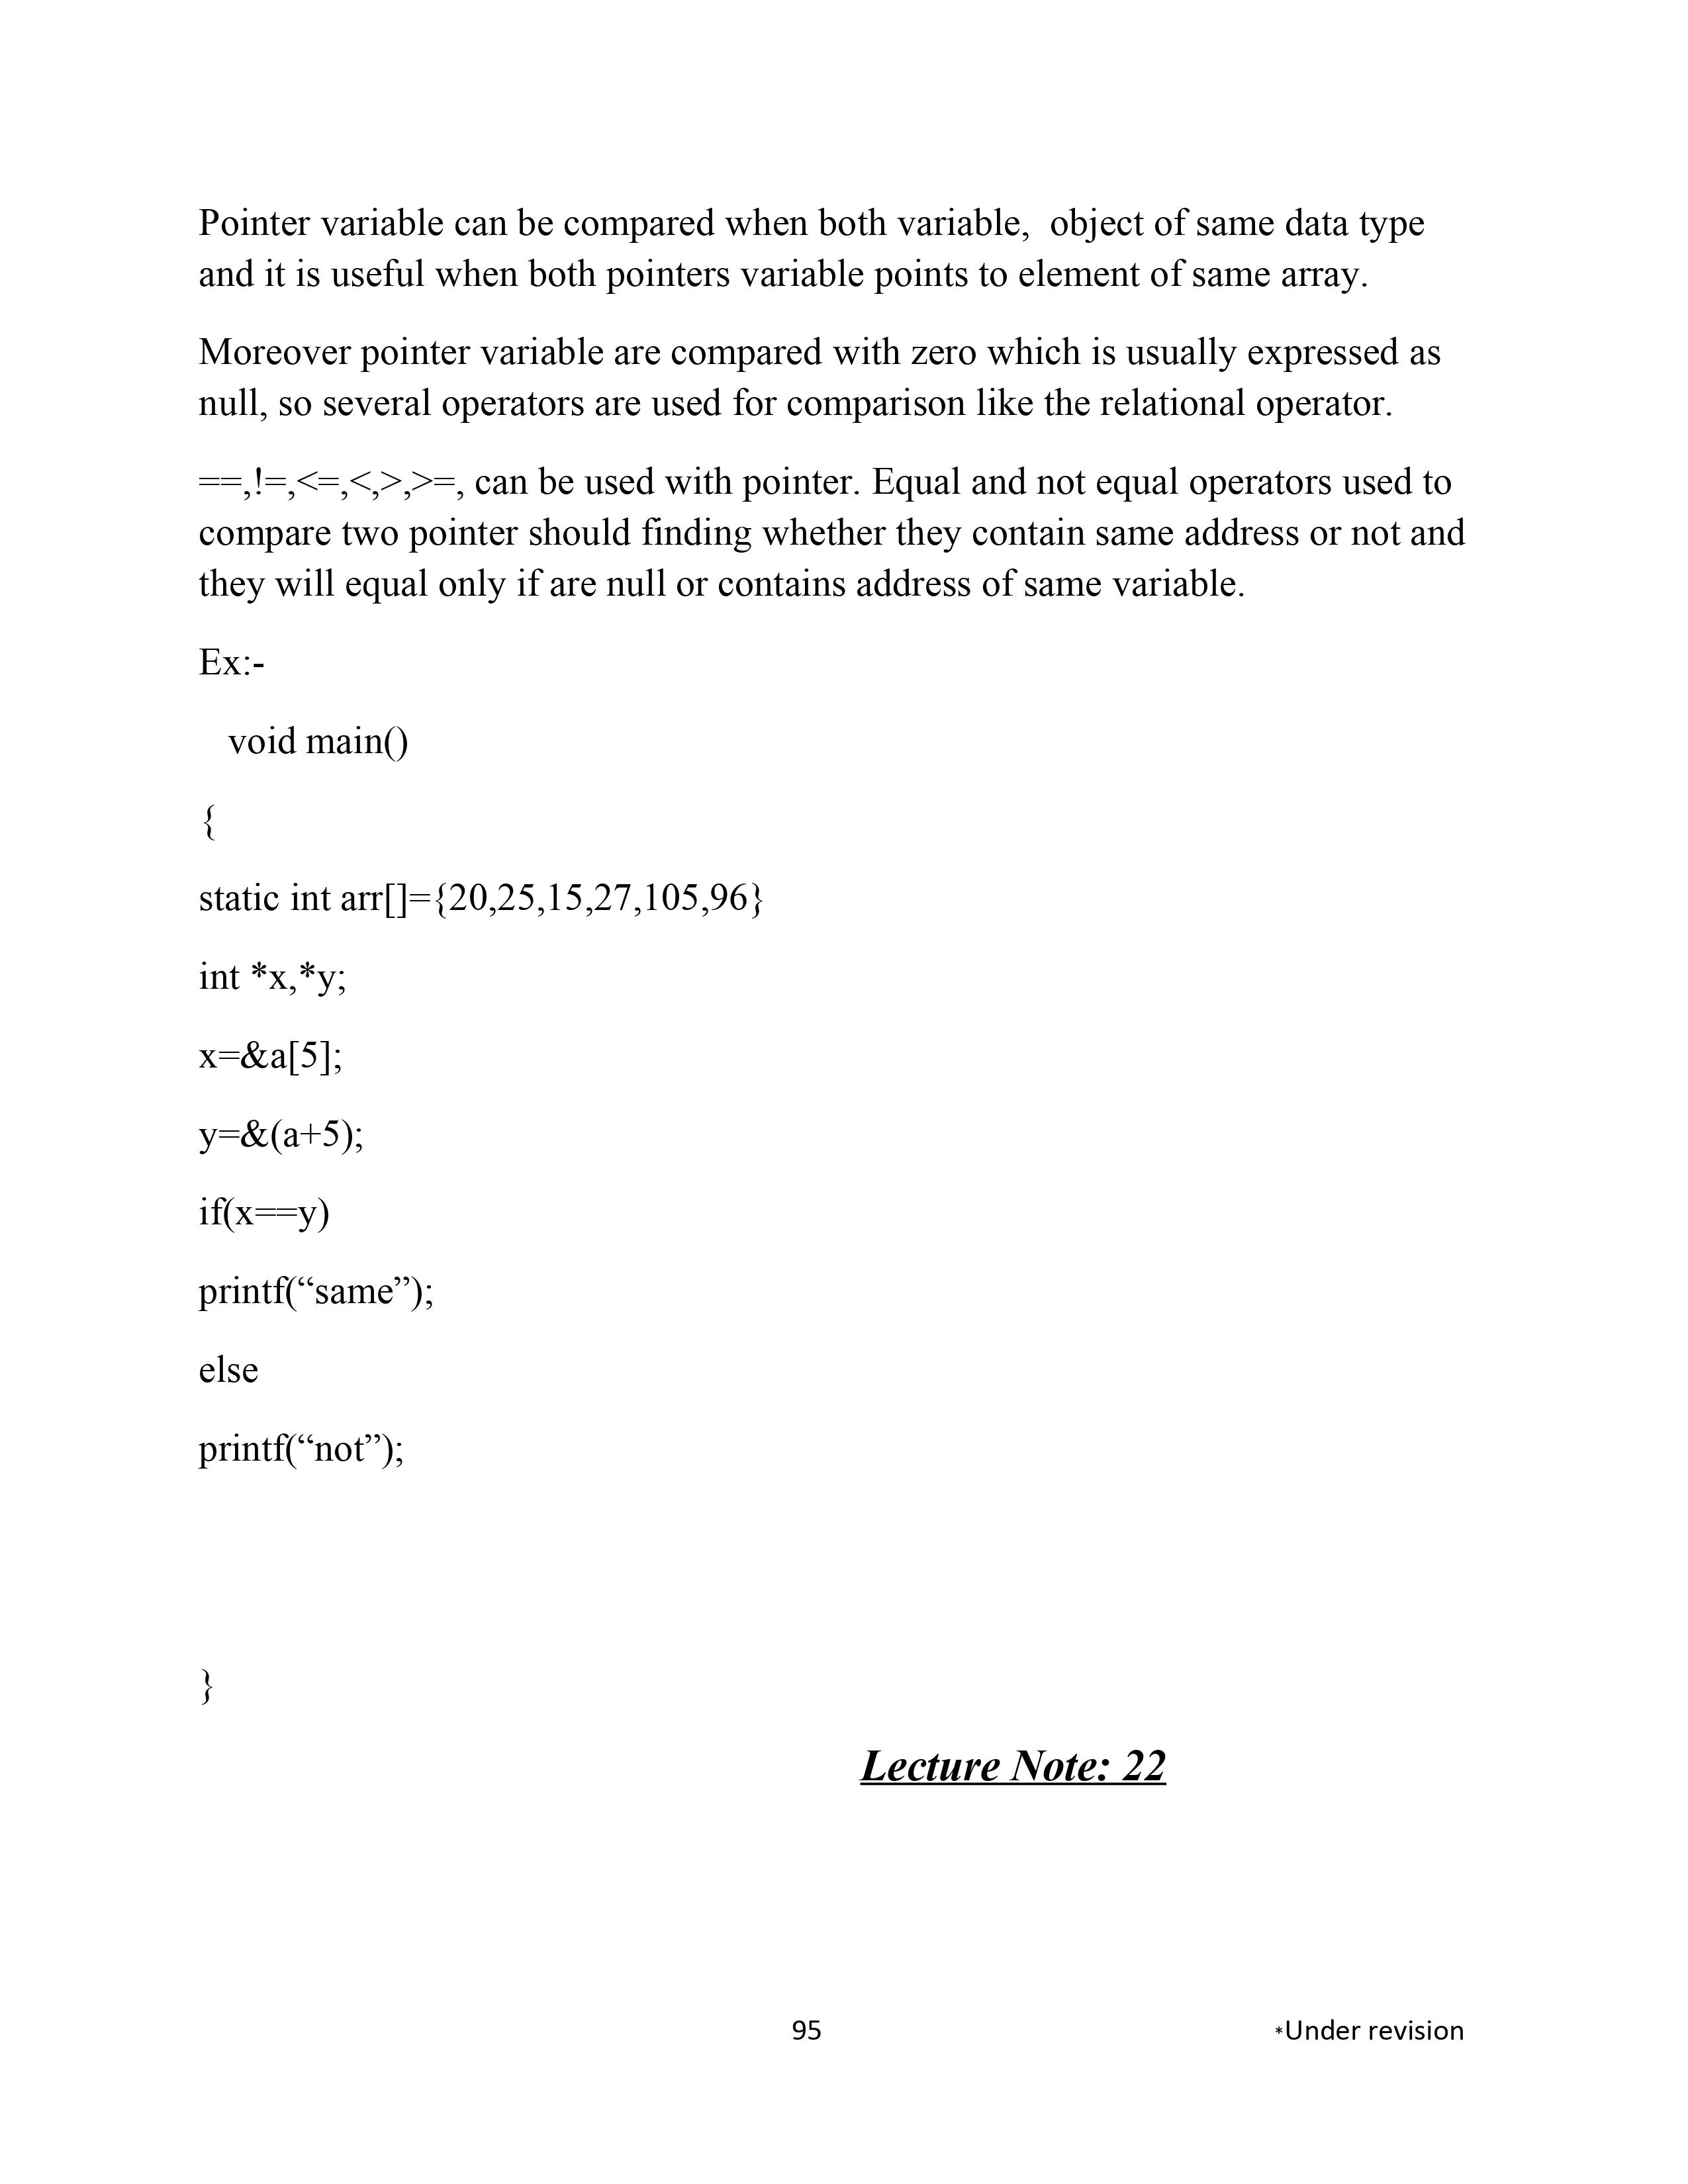 Pointer variable can be compared when both variable,  object of same data type
and it is useful when both pointers variable points to element of same array.
Moreover pointer variable are compared with zero which is usually expressed as
null, so several operators are used for comparison like the relational operator.
==,!=,<=,<,>,>=, can be used with pointer. Equal and not equal operators used to
compare two pointer should finding whether they contain same address or not and
they will equal only if are null or contains address of same variable.
Ex:-
void main()
{
static int arr[]={20,25,15,27,105,96}
int *x,*y;
x=&a[5];
y=&(a+5);
if(x==y)
printf(“same”);
else
printf(“not”);
}
Lecture Note: 22
95
*Under revision